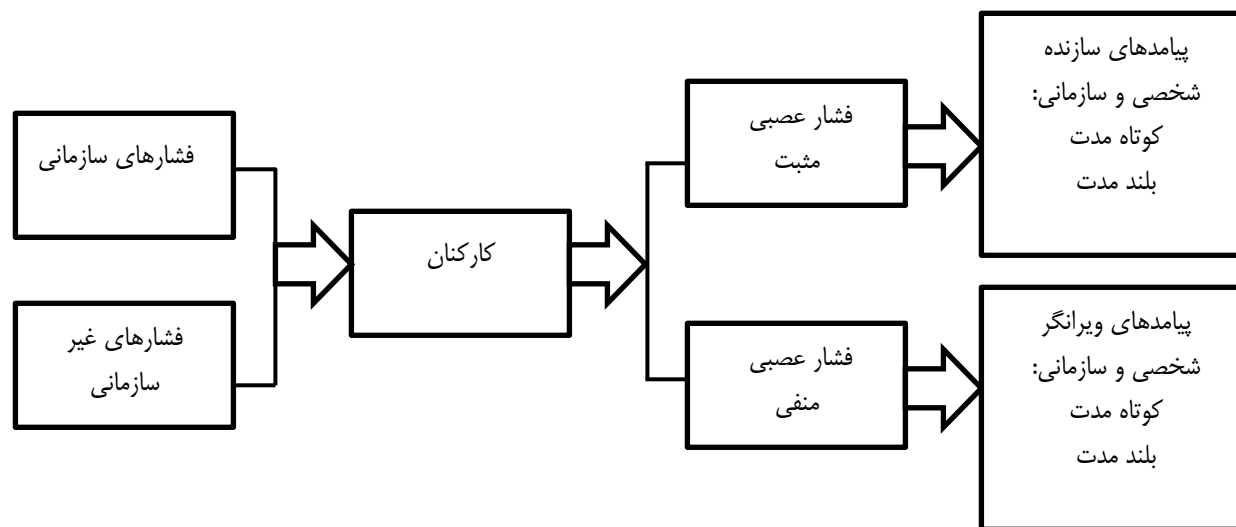 فشارهای سازمانی
فشارهای غیر
سازمانی
کارکنان
فشار عصبی
مثبت
فشار عصبی
منفی
پیامدهای سازنده
شخصی و سازمانی:
کوتاه مدت
بلند مدت
پیامدهای ویرانگر
شخصی و سازمانی:
کوتاه مدت
بلند مدت